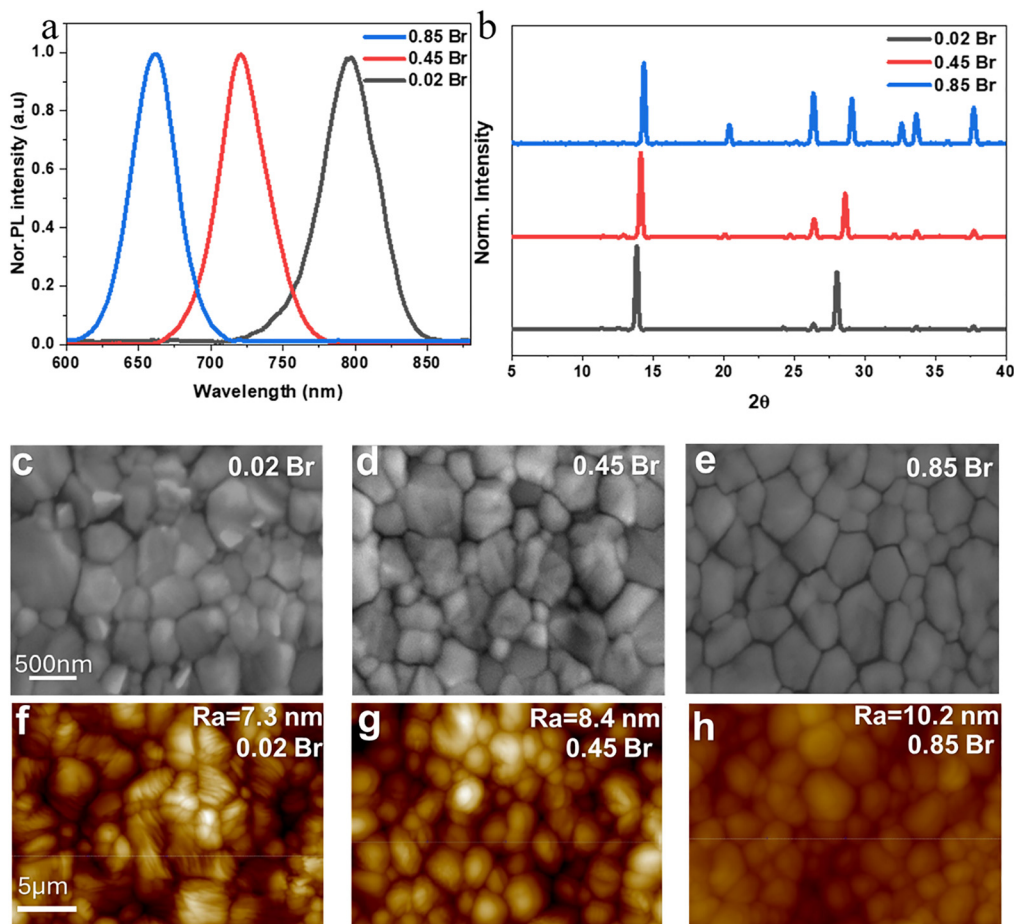 a
0.85 Br
0.45 Br
0.02 Br
Nor.PL intensity (a.u)
1.0
0.8
0.6
0.4
0.2
0.0
600 650 700 750 800 850
Wavelength (nm)
b
0.02 Br
0.45 Br
0.85 Br
Norm. Intensity
5 10 15 20 25 30 35 40
2θ
c
0.02 Br
500nm
d
0.45 Br
e
0.85 Br
f
Ra=7.3 nm
0.02 Br
5μm
g
Ra=8.4 nm
0.45 Br
h
Ra=10.2 nm
0.85 Br